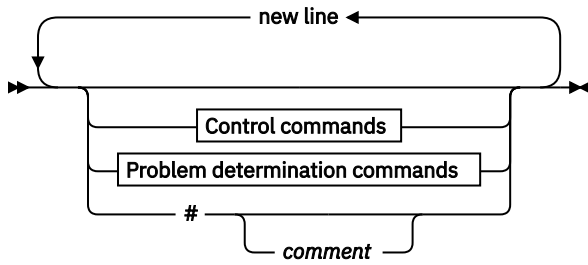 new line
Control commands
Problem determination commands
#
comment